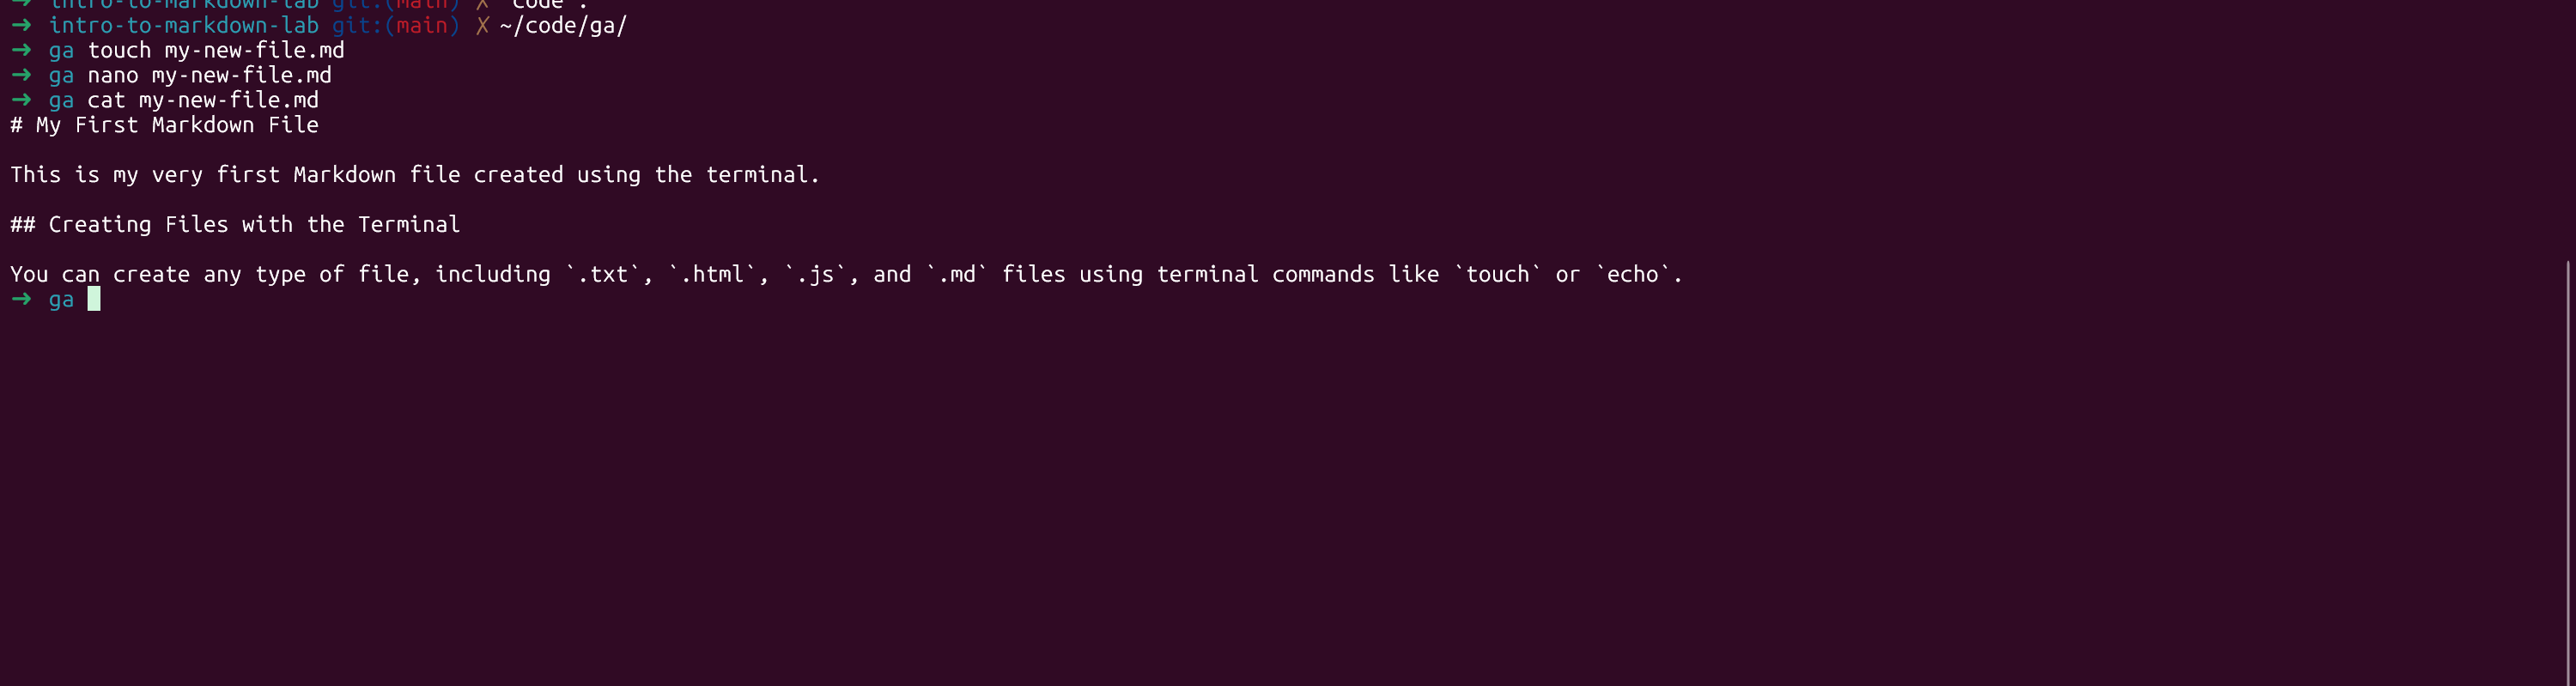 ➜ intro-to-markdown-lab git:(main) ✗ code .
➜ intro-to-markdown-lab git:(main) ✗ ~/code/ga/
➜ ga touch my-new-file.md
➜ ga nano my-new-file.md
➜ ga cat my-new-file.md
# My First Markdown File
This is my very first Markdown file created using the terminal.
## Creating Files with the Terminal
You can create any type of file, including `.txt`, `.html`, `.js`, and `.md` files using terminal commands like `touch` or `echo`.
➜ ga